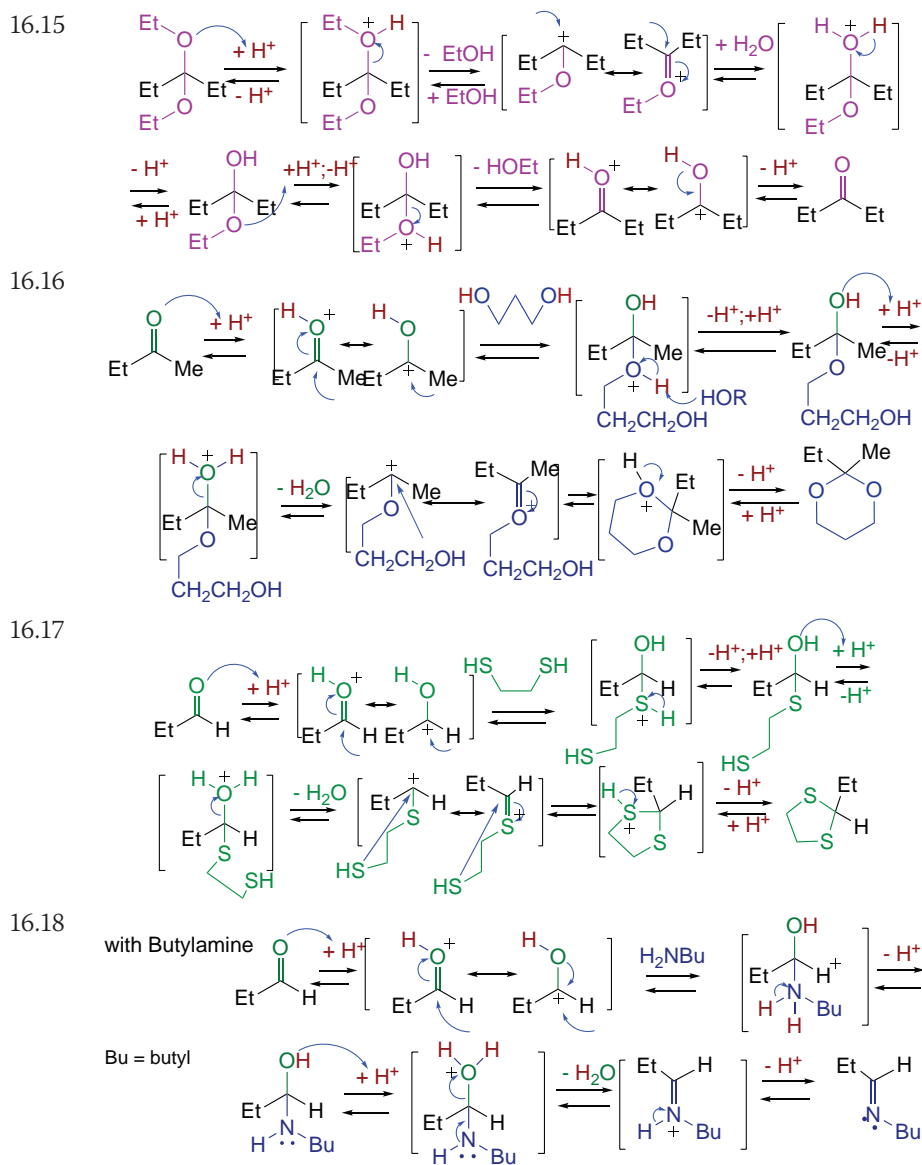 16.15
EtO + H⁺ - H⁺ Et Et O Et
Et O H + Et Et O Et - EtOH + EtOH
+ Et Et O Et Et Et O + Et + H₂O
H O H + Et Et O Et
- H⁺ + H⁺ OH Et Et O Et +H⁺;-H⁺
OH Et Et Et O H + - HOEt
H O + Et Et H O Et + Et - H⁺ O Et Et
16.16
O Et Me + H⁺
H O + Et Me H O Et + Me
HO OH
OH Et Me O + H CH₂CH₂OH HOR
-H⁺;+H⁺
OH Et Me O CH₂CH₂OH + H⁺ -H⁺
H O H + Et Me O CH₂CH₂OH
- H₂O
Et + Me O CH₂CH₂OH
Et Me O + CH₂CH₂OH
H O + Et Me O
- H⁺ + H⁺
Et Me O O
16.17
O Et H + H⁺
H O + Et H HO Et + H
HS SH
OH Et H S H + HS
-H⁺;+H⁺
OH Et H S HS + H⁺ -H⁺
H O H + Et H S SH
- H₂O
Et + H S HS
Et H S + HS
H S + Et H S
- H⁺ + H⁺
S Et H S
16.18
with Butylamine
O Et H + H⁺
H O + Et H H O Et + H
H₂NBu
OH Et H + H N H Bu
- H⁺
Bu = butyl
OH Et H H N Bu + H⁺
H O H + Et H H N Bu
- H₂O
Et H H N + Bu
- H⁺
Et H N Bu